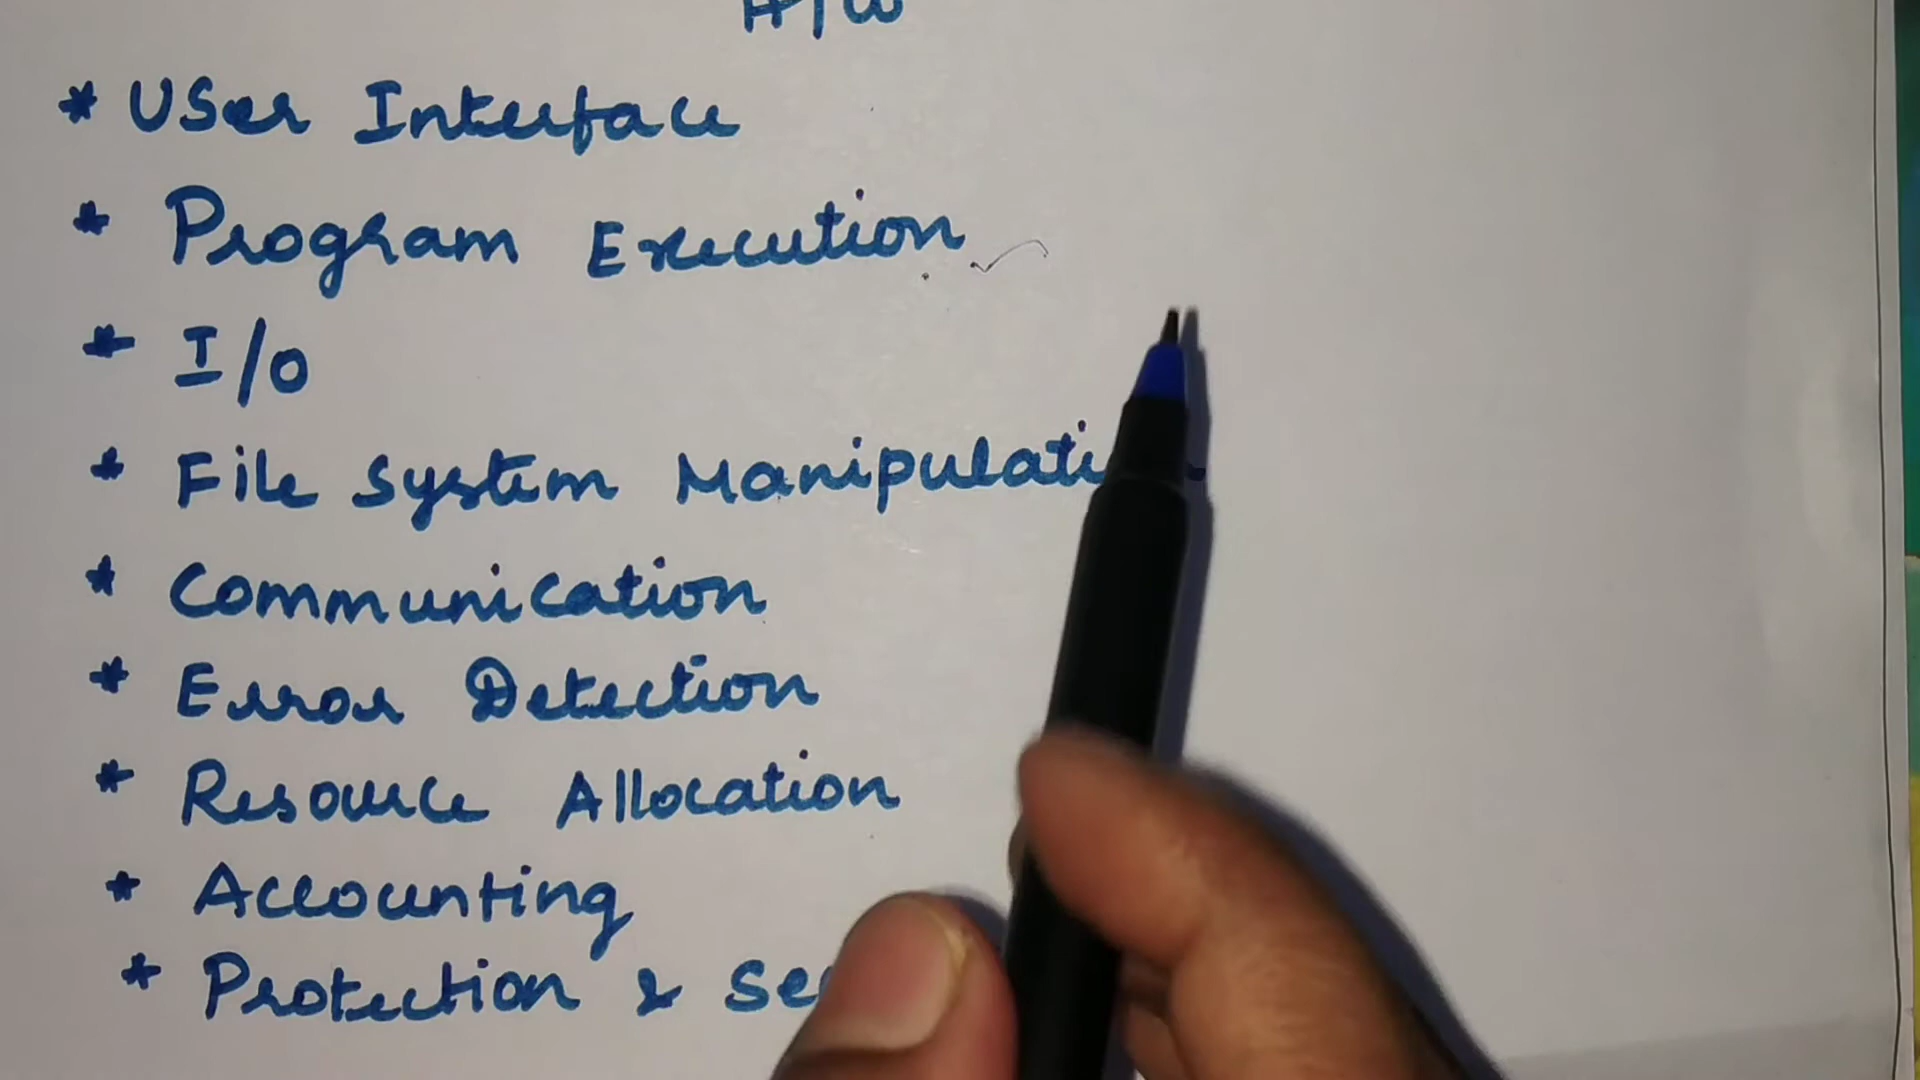 H/W
* User Interface
* Program Execution
* I/O
* File System Manipulati
* Communication
* Error Detection
* Resource Allocation
* Accounting
* Protection & Se